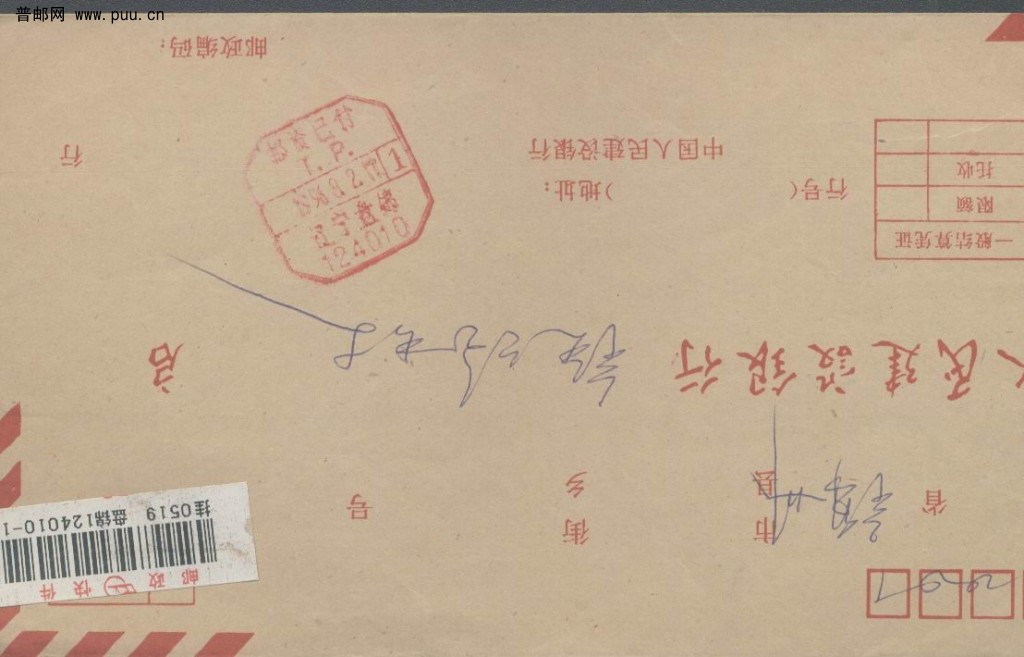 普邮网 www.puu.cn
邮政快件
挂0519 盘锦124010-1
省 市 街 号
县 乡
人民建設银行 启
一般结算凭证
限额
托收
行号( )地址:
中国人民建设银行 行
邮政编码:
邮资已付
T.P.
1
辽宁盘锦
124010